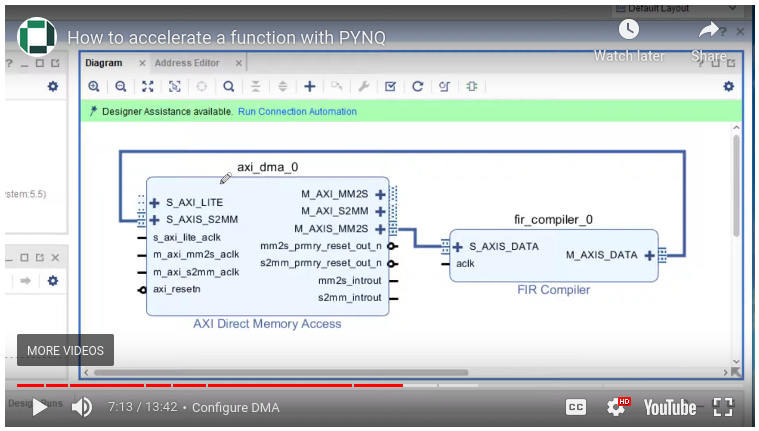 Default Layout
How to accelerate a function with PYNQ
Watch later
Share
Diagram
Address Editor
Designer Assistance available. Run Connection Automation
ystem:5.5)
axi_dma_0
S_AXI_LITE
S_AXIS_S2MM
s_axi_lite_aclk
m_axi_mm2s_aclk
m_axi_s2mm_aclk
axi_resetn
M_AXI_MM2S
M_AXI_S2MM
M_AXIS_MM2S
mm2s_prmry_reset_out_n
s2mm_prmry_reset_out_n
mm2s_introut
s2mm_introut
AXI Direct Memory Access
fir_compiler_0
S_AXIS_DATA
aclk
M_AXIS_DATA
FIR Compiler
MORE VIDEOS
Design Runs
7:13 / 13:42 • Configure DMA
CC
HD
YouTube